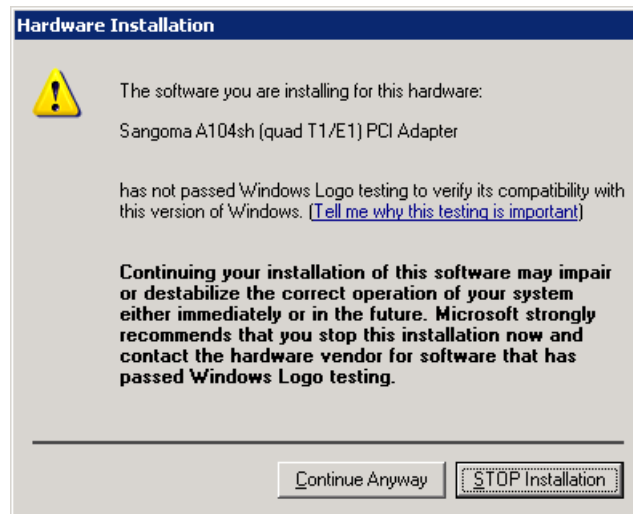 Hardware Installation
The software you are installing for this hardware:
Sangoma A104sh (quad T1/E1) PCI Adapter
has not passed Windows Logo testing to verify its compatibility with
this version of Windows. (Tell me why this testing is important)
Continuing your installation of this software may impair
or destabilize the correct operation of your system
either immediately or in the future. Microsoft strongly
recommends that you stop this installation now and
contact the hardware vendor for software that has
passed Windows Logo testing.
Continue Anyway STOP Installation